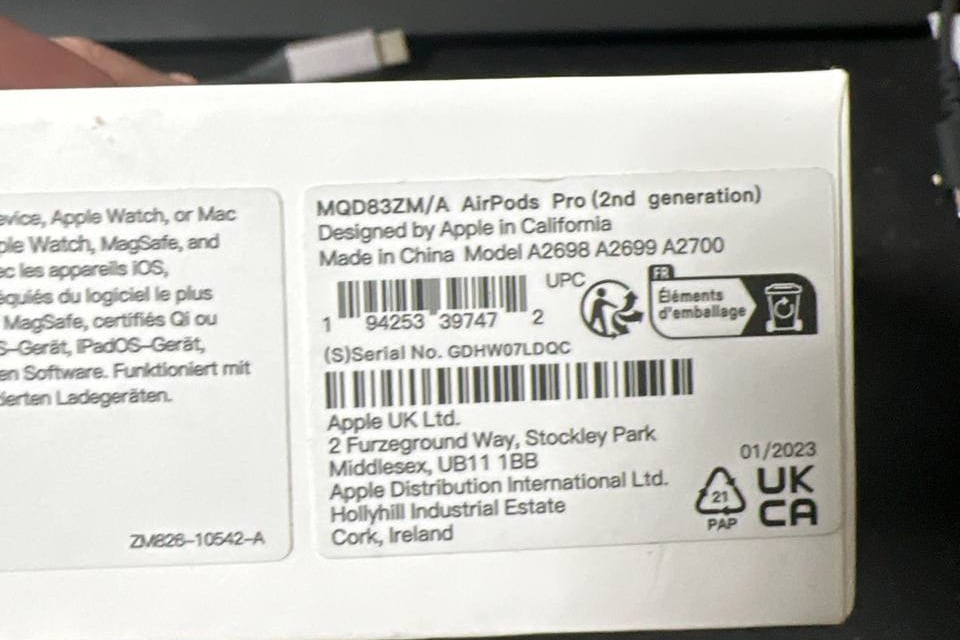 evice, Apple Watch, or Mac
ple Watch, MagSafe, and
ec les appareils iOS,
équiés du logiciel le plus
MagSafe, certifiés Qi ou
S-Gerät, iPadOS-Gerät,
en Software. Funktioniert mit
ierten Ladegeräten.
ZM826-10542-A
MQD83ZM/A AirPods Pro (2nd generation)
Designed by Apple in California
Made in China Model A2698 A2699 A2700
UPC
1 94253 39747 2
FR
Éléments
d'emballage
(S)Serial No. GDHW07LDQC
Apple UK Ltd.
2 Furzeground Way, Stockley Park
Middlesex, UB11 1BB
Apple Distribution International Ltd.
Hollyhill Industrial Estate
Cork, Ireland
01/2023
21
PAP
UK
CA